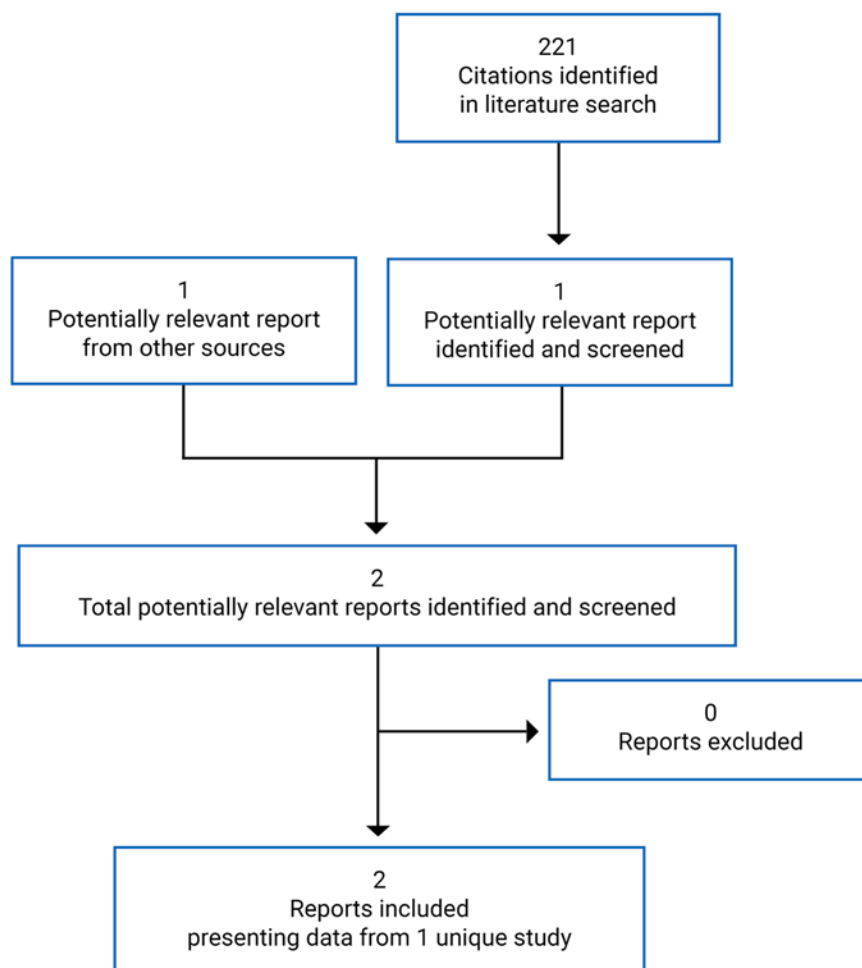 221
Citations identified
in literature search
1
Potentially relevant report
from other sources
1
Potentially relevant report
identified and screened
2
Total potentially relevant reports identified and screened
0
Reports excluded
2
Reports included
presenting data from 1 unique study